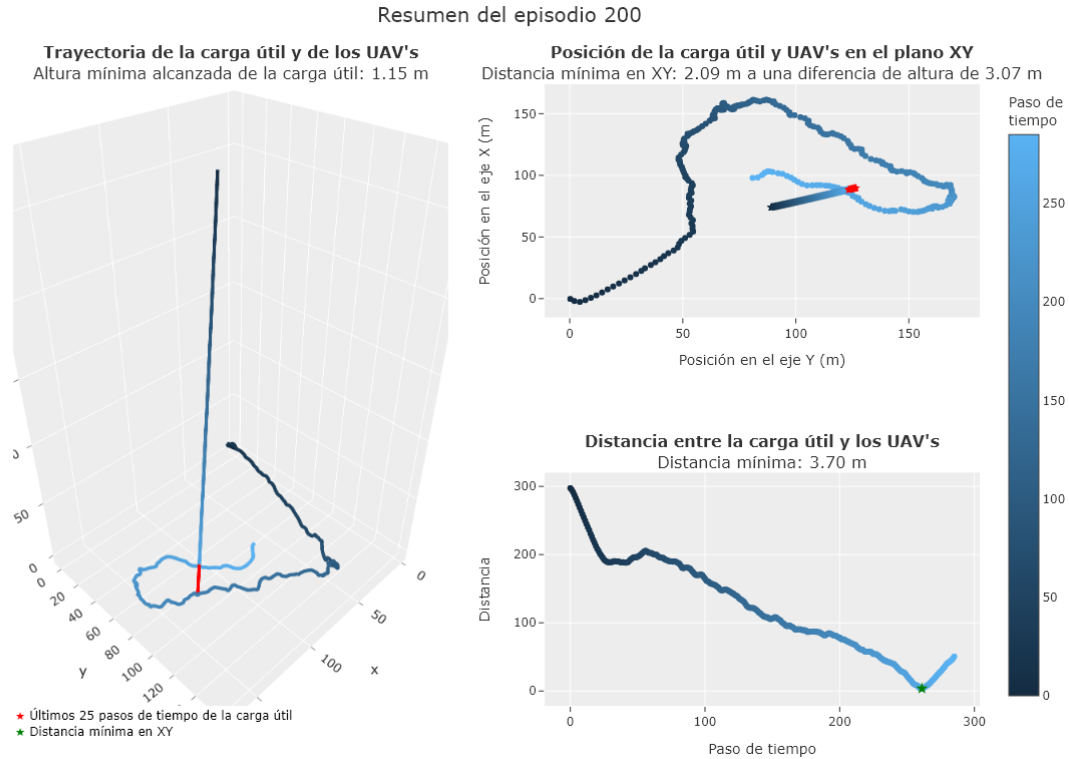 Resumen del episodio 200
Trayectoria de la carga útil y de los UAV's
Altura mínima alcanzada de la carga útil: 1.15 m
50
0
0
20
40
60
80
100
120
y
0
50
100
x
★ Últimos 25 pasos de tiempo de la carga útil
★ Distancia mínima en XY
Posición de la carga útil y UAV's en el plano XY
Distancia mínima en XY: 2.09 m a una diferencia de altura de 3.07 m
Posición en el eje X (m)
150
100
50
0
0
50
100
150
Posición en el eje Y (m)
Distancia entre la carga útil y los UAV's
Distancia mínima: 3.70 m
Distancia
300
200
100
0
0
100
200
300
Paso de tiempo
Paso de
tiempo
250
200
150
100
50
0